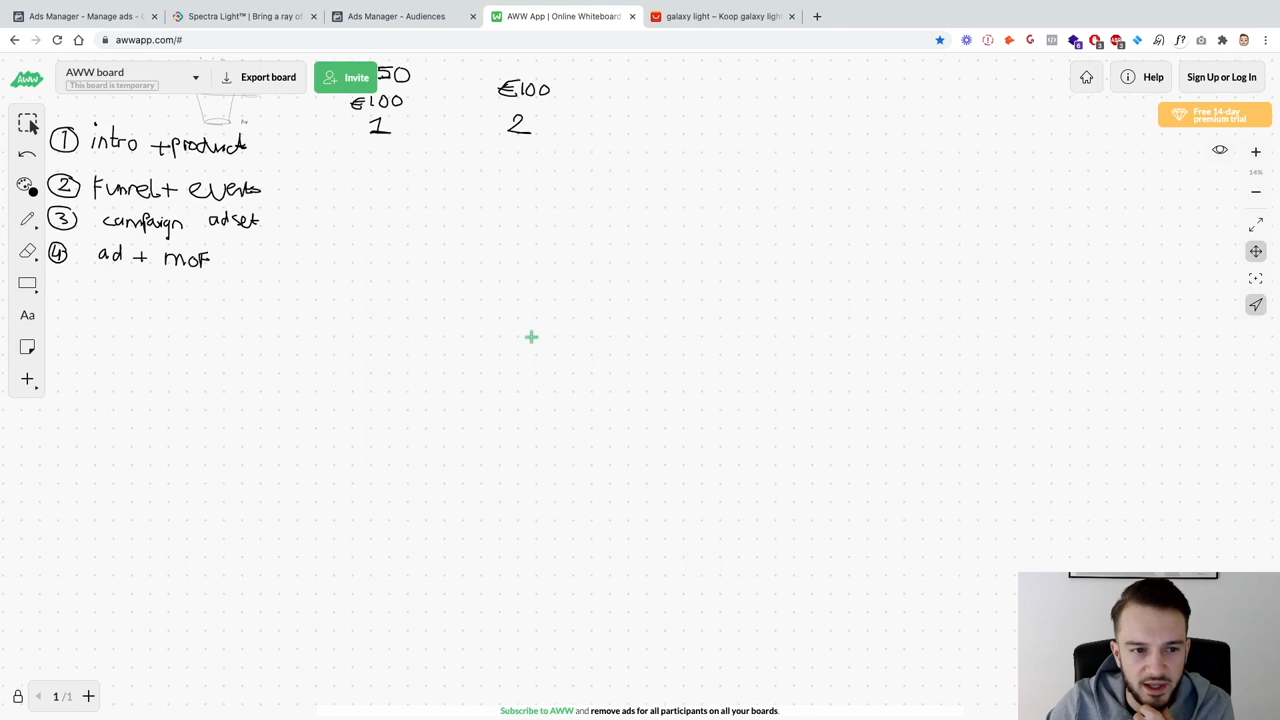 Ads Manager - Manage ads - C
Spectra Light™ | Bring a ray of
Ads Manager - Audiences
AWW App | Online Whiteboard
galaxy light – Koop galaxy ligh
awwapp.com/#
AWW
AWW board
This board is temporary
Export board
Invite
Help
Sign Up or Log In
Free 14-day
premium trial
50
€100
€100
1
2
① intro + product
② Funnel + events
③ campaign adset
④ ad + MOF
14%
Aa
1 /1
Subscribe to AWW and remove ads for all participants on all your boards.